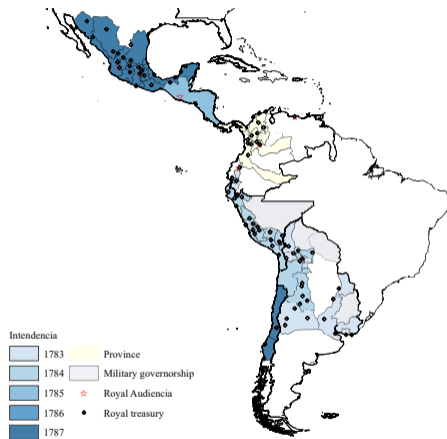 Intendencia
1783 Province
1784 Military governorship
1785 Royal Audiencia
1786 Royal treasury
1787